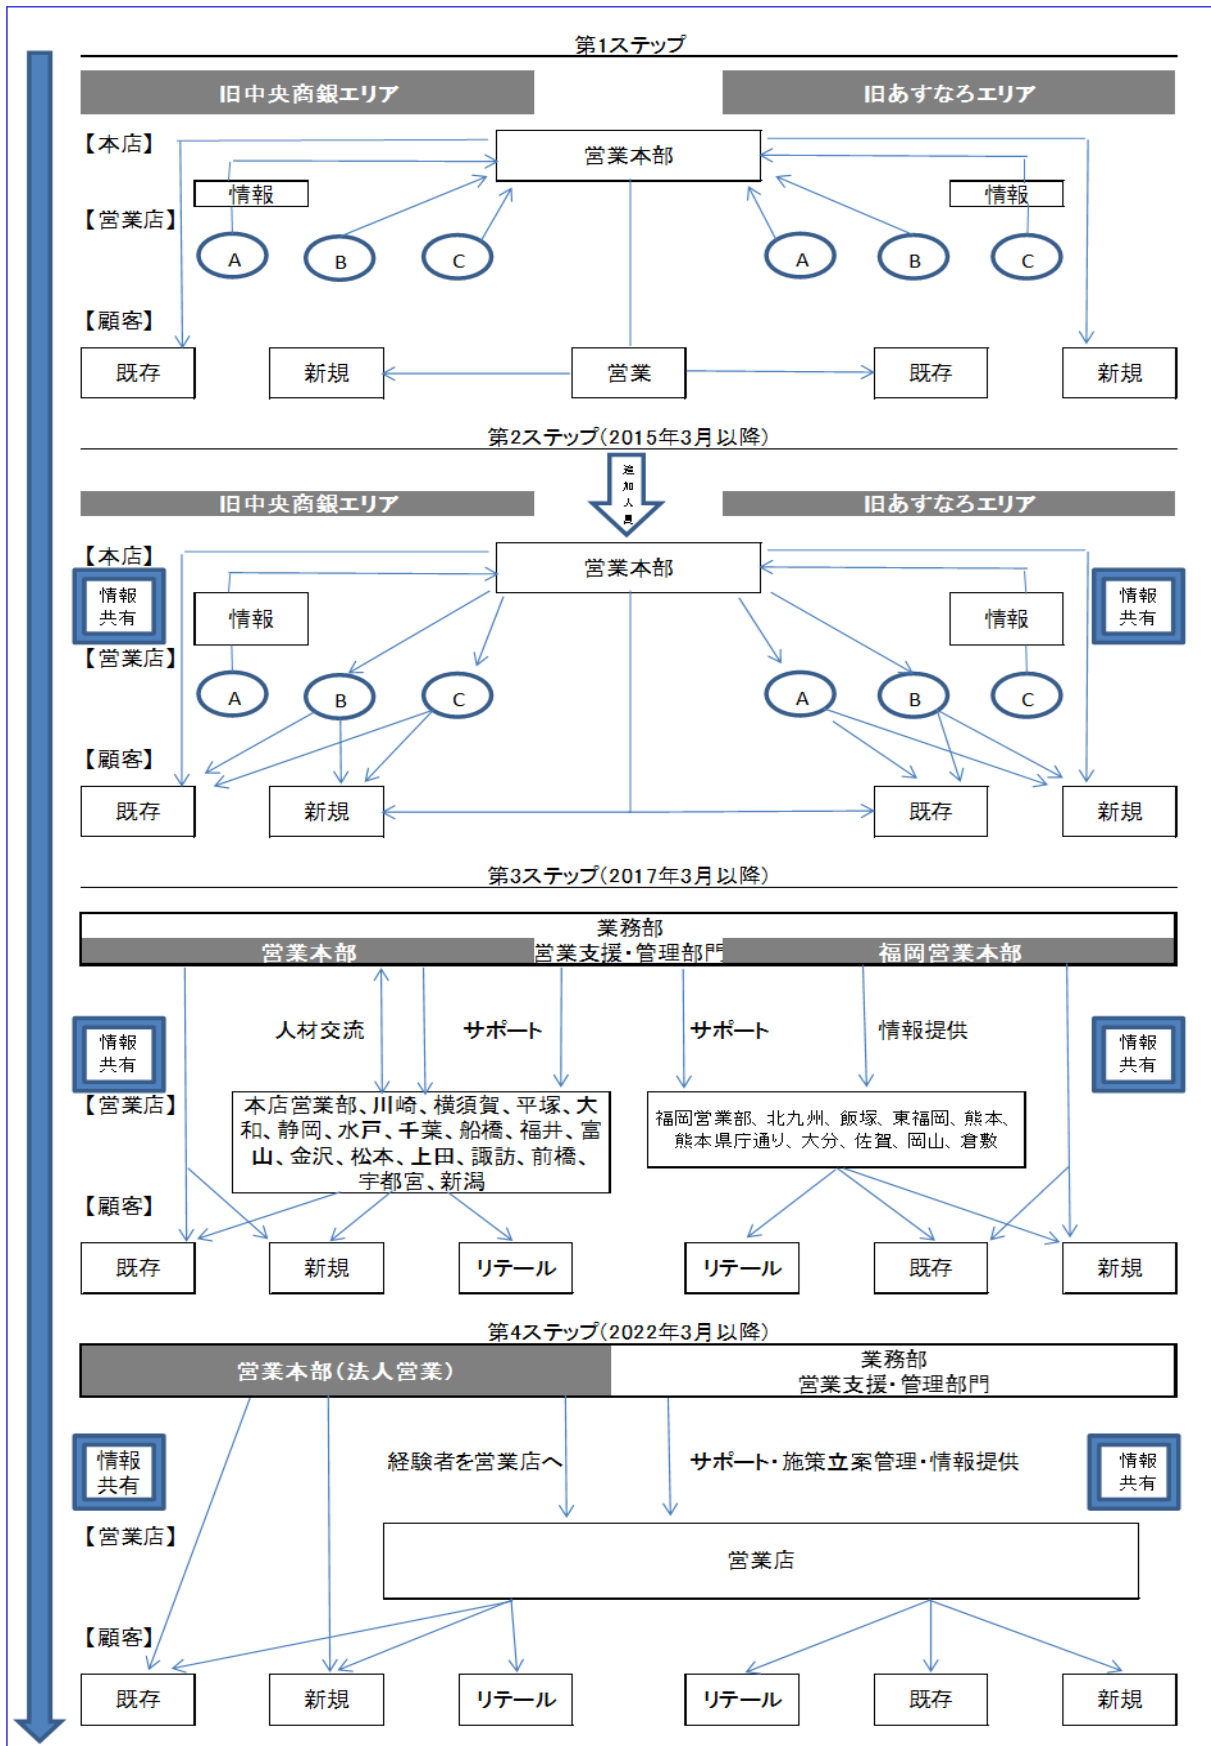 第1ステップ
旧中央商銀エリア
旧あすなろエリア
【本店】
営業本部
情報
情報
【営業店】
A
B
C
A
B
C
【顧客】
既存
新規
営業
既存
新規
第2ステップ(2015年3月以降)
追加人員
旧中央商銀エリア
旧あすなろエリア
【本店】
営業本部
情報
共有
情報
共有
情報
情報
【営業店】
A
B
C
A
B
C
【顧客】
既存
新規
既存
新規
第3ステップ(2017年3月以降)
業務部
営業本部
営業支援・管理部門
福岡営業本部
情報
共有
人材交流
サポート
サポート
情報提供
情報
共有
【営業店】
本店営業部、川崎、横須賀、平塚、大
和、静岡、水戸、千葉、船橋、福井、富
山、金沢、松本、上田、諏訪、前橋、
宇都宮、新潟
福岡営業部、北九州、飯塚、東福岡、熊本、
熊本県庁通り、大分、佐賀、岡山、倉敷
【顧客】
既存
新規
リテール
リテール
既存
新規
第4ステップ(2022年3月以降)
営業本部(法人営業)
業務部
営業支援・管理部門
情報
共有
経験者を営業店へ
サポート・施策立案管理・情報提供
情報
共有
【営業店】
営業店
【顧客】
既存
新規
リテール
リテール
既存
新規